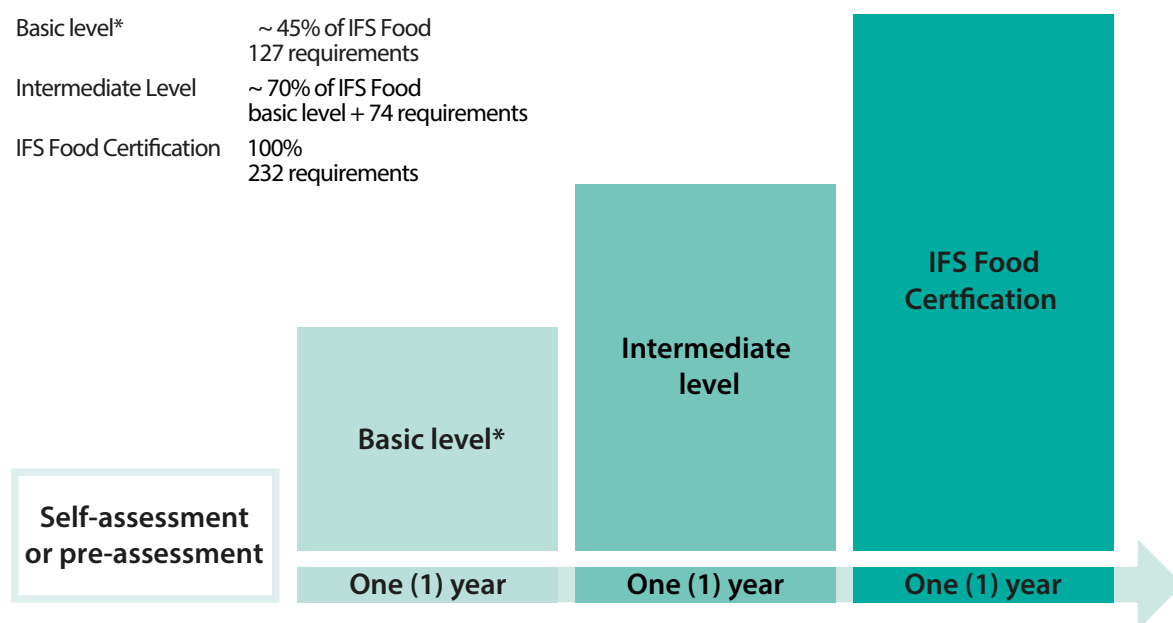 Basic level* ~ 45% of IFS Food
127 requirements
Intermediate Level ~ 70% of IFS Food
basic level + 74 requirements
IFS Food Certification 100%
232 requirements
IFS Food
Certfication
Intermediate
level
Basic level*
Self-assessment
or pre-assessment
One (1) year One (1) year One (1) year